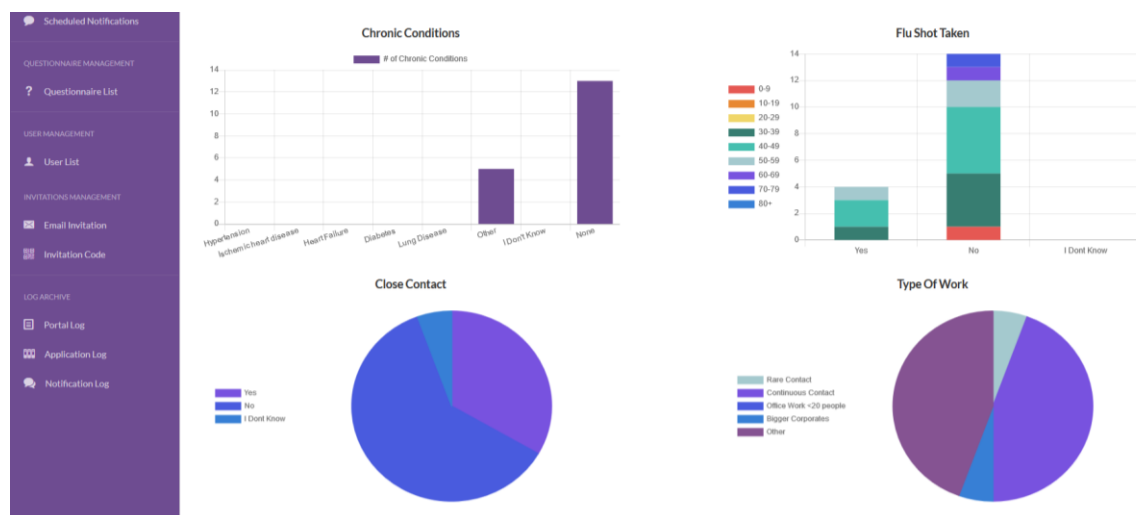 Scheduled Notifications
QUESTIONNAIRE MANAGEMENT
? Questionnaire List
USER MANAGEMENT
User List
INVITATIONS MANAGEMENT
Email Invitation
Invitation Code
LOG ARCHIVE
Portal Log
Application Log
Notification Log
Chronic Conditions
# of Chronic Conditions
14
12
10
8
6
4
2
0
Hypertension
Ischemic heart disease
Heart Failure
Diabetes
Lung Disease
Other
I Don't Know
None
Flu Shot Taken
0-9
10-19
20-29
30-39
40-49
50-59
60-69
70-79
80+
14
12
10
8
6
4
2
0
Yes
No
I Dont Know
Close Contact
Yes
No
I Dont Know
Type Of Work
Rare Contact
Continuous Contact
Office Work <20 people
Bigger Corporates
Other